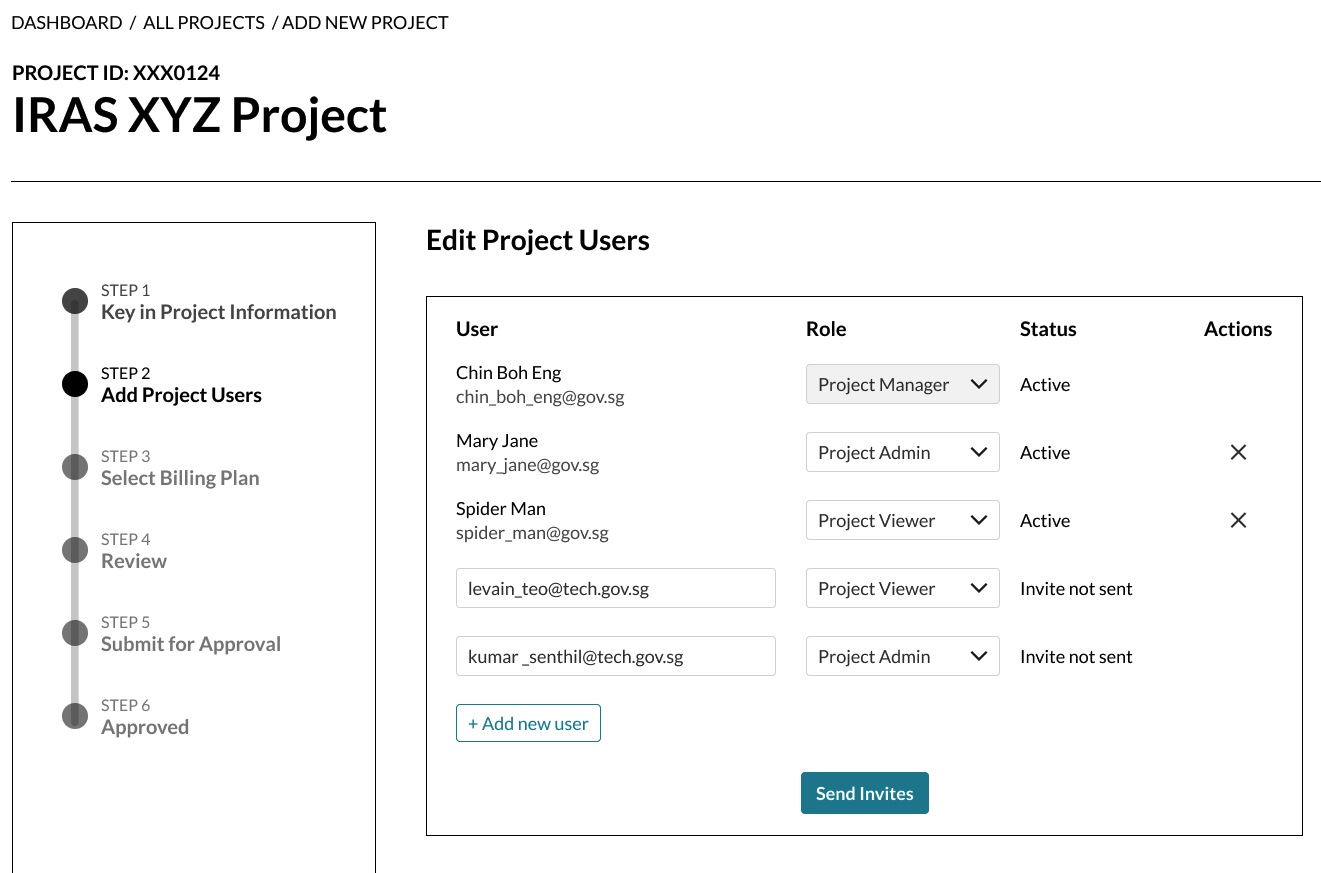 DASHBOARD / ALL PROJECTS / ADD NEW PROJECT
PROJECT ID: XXX0124
IRAS XYZ Project
STEP 1
Key in Project Information
STEP 2
Add Project Users
STEP 3
Select Billing Plan
STEP 4
Review
STEP 5
Submit for Approval
STEP 6
Approved
Edit Project Users
User Role Status Actions
Chin Boh Eng
chin_boh_eng@gov.sg
Project Manager Active
Mary Jane
mary_jane@gov.sg
Project Admin Active
Spider Man
spider_man@gov.sg
Project Viewer Active
levain_teo@tech.gov.sg Project Viewer Invite not sent
kumar _senthil@tech.gov.sg Project Admin Invite not sent
+ Add new user
Send Invites